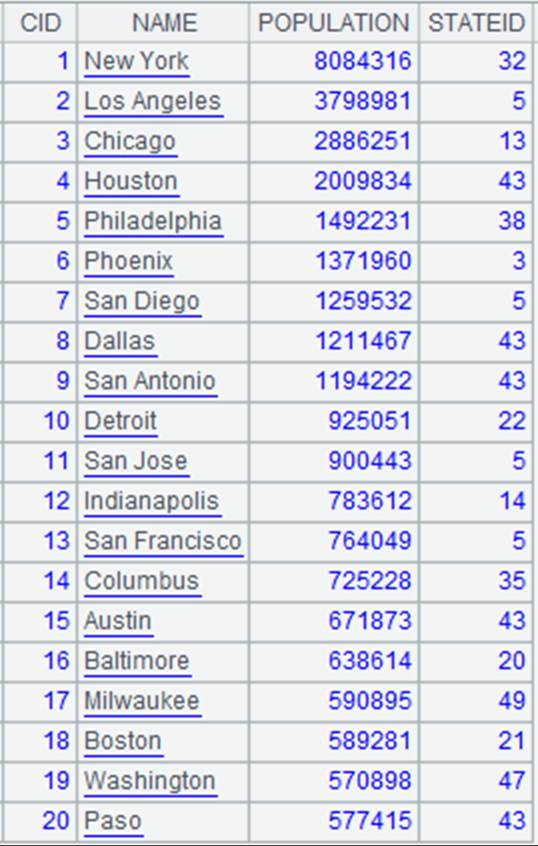 CID NAME POPULATION STATEID
1 New York 8084316 32
2 Los Angeles 3798981 5
3 Chicago 2886251 13
4 Houston 2009834 43
5 Philadelphia 1492231 38
6 Phoenix 1371960 3
7 San Diego 1259532 5
8 Dallas 1211467 43
9 San Antonio 1194222 43
10 Detroit 925051 22
11 San Jose 900443 5
12 Indianapolis 783612 14
13 San Francisco 764049 5
14 Columbus 725228 35
15 Austin 671873 43
16 Baltimore 638614 20
17 Milwaukee 590895 49
18 Boston 589281 21
19 Washington 570898 47
20 Paso 577415 43